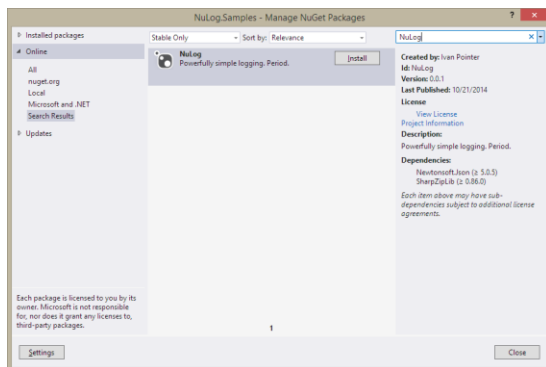 NuLog.Samples - Manage NuGet Packages
? ×
Installed packages
Online
All
nuget.org
Local
Microsoft and .NET
Search Results
Updates
Stable Only
Sort by: Relevance
NuLog
Powerfully simple logging. Period.
Install
1
NuLog
Created by: Ivan Pointer
Id: NuLog
Version: 0.0.1
Last Published: 10/21/2014
License
View License
Project Information
Description:
Powerfully simple logging. Period.
Dependencies:
Newtonsoft.Json (≥ 5.0.5)
SharpZipLib (≥ 0.86.0)
Each item above may have sub-
dependencies subject to additional license
agreements.
Each package is licensed to you by its
owner. Microsoft is not responsible
for, nor does it grant any licenses to,
third-party packages.
Settings
Close